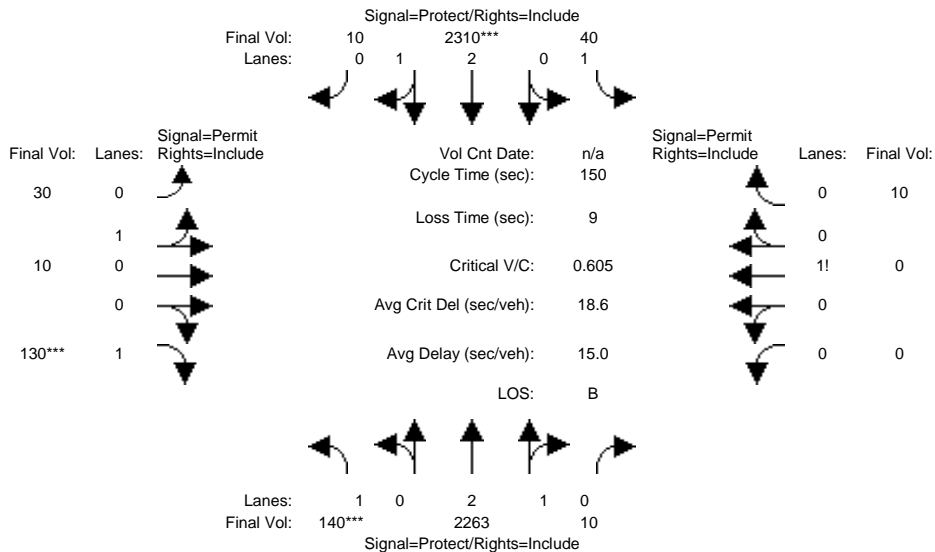 Signal=Protect/Rights=Include
Final Vol: 10 2310*** 40
Lanes: 0 1 2 0 1
Signal=Permit
Final Vol: Lanes: Rights=Include
Vol Cnt Date: n/a
Signal=Permit
Rights=Include Lanes: Final Vol:
Cycle Time (sec): 150
30 0
0 10
Loss Time (sec): 9
1
0
10 0
Critical V/C: 0.605
1! 0
0
Avg Crit Del (sec/veh): 18.6
0
130*** 1
Avg Delay (sec/veh): 15.0
0 0
LOS: B
Lanes: 1 0 2 1 0
Final Vol: 140*** 2263 10
Signal=Protect/Rights=Include